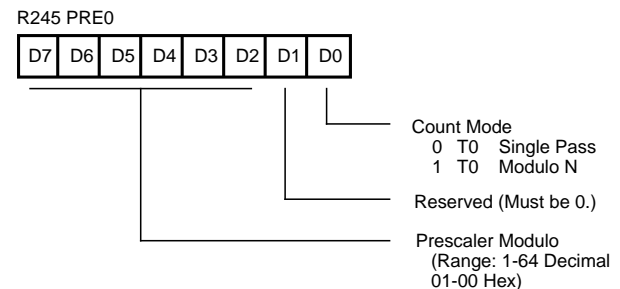 R245 PRE0
D7 D6 D5 D4 D3 D2 D1 D0
Count Mode
0 T0 Single Pass
1 T0 Modulo N
Reserved (Must be 0.)
Prescaler Modulo
(Range: 1-64 Decimal
01-00 Hex)